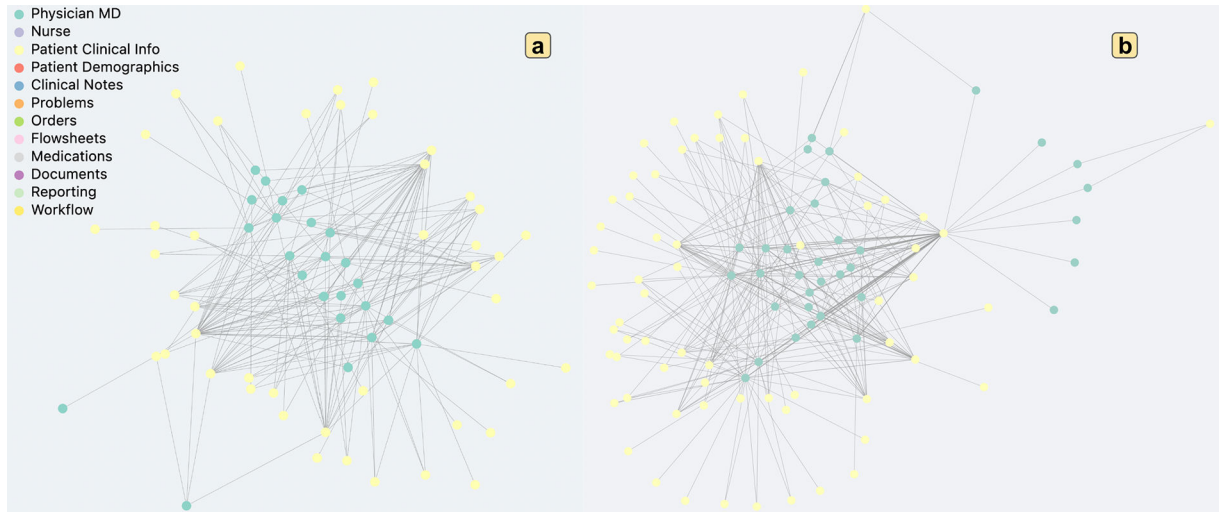 Physician MD
Nurse
Patient Clinical Info
Patient Demographics
Clinical Notes
Problems
Orders
Flowsheets
Medications
Documents
Reporting
Workflow
a
b